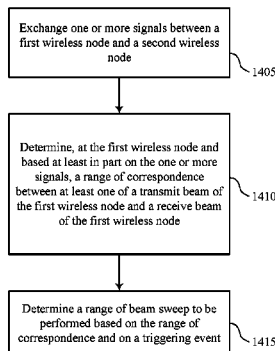 Exchange one or more signals between a
first wireless node and a second wireless
node
1405
Determine, at the first wireless node and
based at least in part on the one or more
signals, a range of correspondence
between at least one of a transmit beam of
the first wireless node and a receive beam
of the first wireless node
1410
Determine a range of beam sweep to be
performed based on the range of
correspondence and on a triggering event
1415